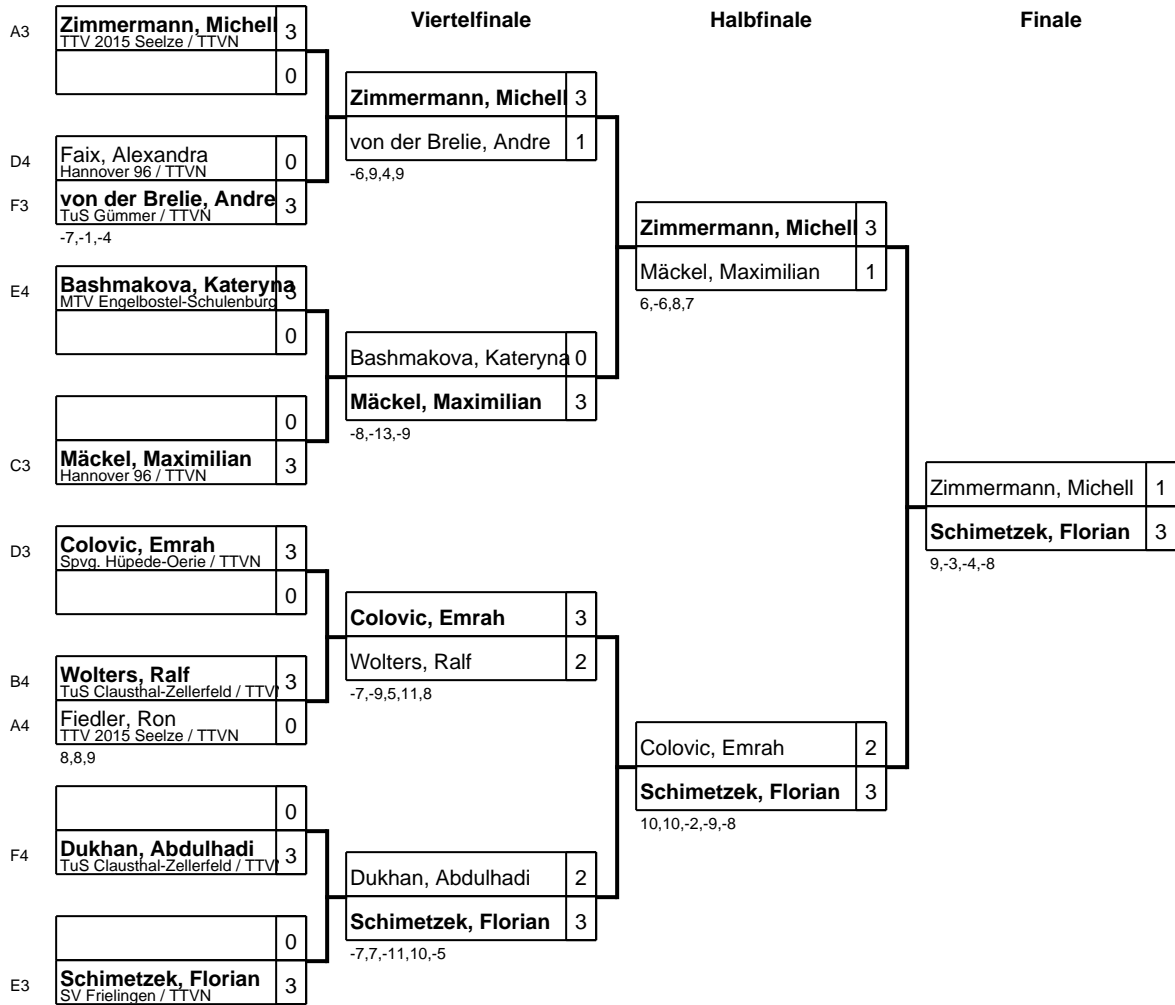 Viertelfinale
Halbfinale
Finale
A3
Zimmermann, Michell 3
TTV 2015 Seelze / TTVN
0
D4
Faix, Alexandra 0
Hannover 96 / TTVN
F3
von der Brelie, Andre 3
TuS Gümmer / TTVN
-7,-1,-4
E4
Bashmakova, Kateryna 3
MTV Engelbostel-Schulenburg
0
0
C3
Mäckel, Maximilian 3
Hannover 96 / TTVN
D3
Colovic, Emrah 3
Spvg. Hüpede-Oerie / TTVN
0
B4
Wolters, Ralf 3
TuS Clausthal-Zellerfeld / TTV
A4
Fiedler, Ron 0
TTV 2015 Seelze / TTVN
8,8,9
0
F4
Dukhan, Abdulhadi 3
TuS Clausthal-Zellerfeld / TTV
0
E3
Schimetzek, Florian 3
SV Frielingen / TTVN
Zimmermann, Michell 3
von der Brelie, Andre 1
-6,9,4,9
Bashmakova, Kateryna 0
Mäckel, Maximilian 3
-8,-13,-9
Colovic, Emrah 3
Wolters, Ralf 2
-7,-9,5,11,8
Dukhan, Abdulhadi 2
Schimetzek, Florian 3
-7,7,-11,10,-5
Zimmermann, Michell 3
Mäckel, Maximilian 1
6,-6,8,7
Colovic, Emrah 2
Schimetzek, Florian 3
10,10,-2,-9,-8
Zimmermann, Michell 1
Schimetzek, Florian 3
9,-3,-4,-8